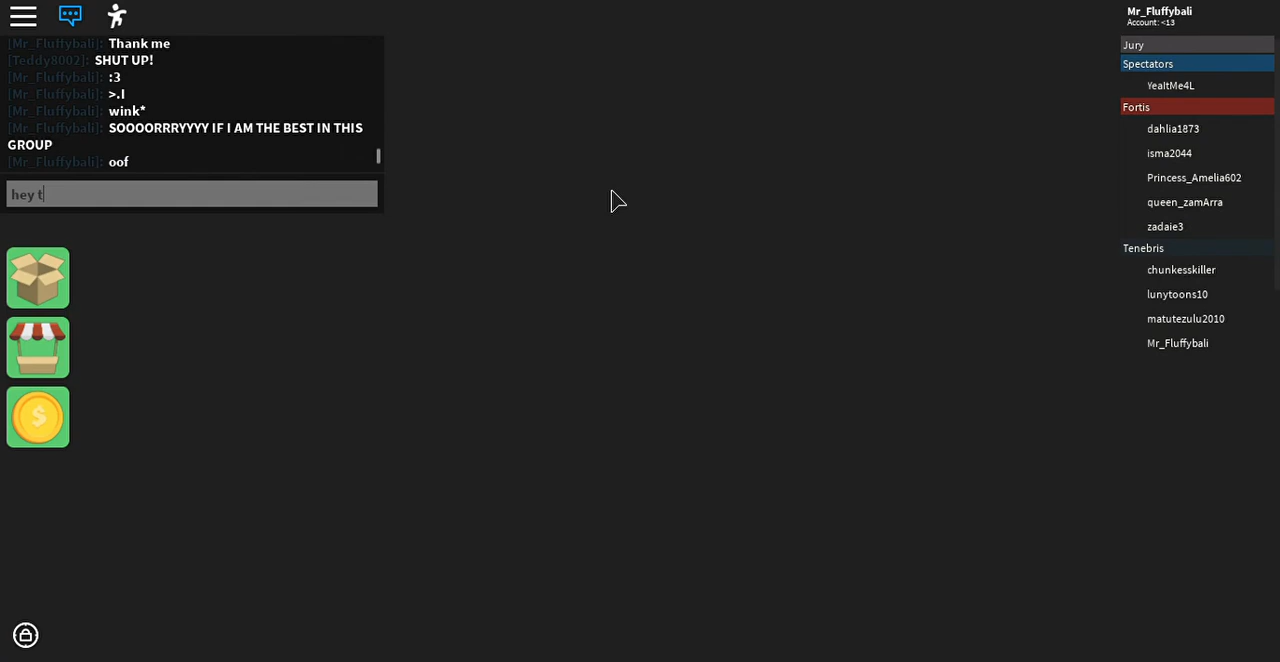 [Mr_Fluffybali]: Thank me
[Teddy8002]: SHUT UP!
[Mr_Fluffybali]: :3
[Mr_Fluffybali]: >.I
[Mr_Fluffybali]: wink*
[Mr_Fluffybali]: SOOOORRRYYYY IF I AM THE BEST IN THIS
GROUP
[Mr_Fluffybali]: oof
hey t
$
Mr_Fluffybali
Account: <13
Jury
Spectators
YeaItMe4L
Fortis
dahlia1873
isma2044
Princess_Amelia602
queen_zamArra
zadaie3
Tenebris
chunkesskiller
lunytoons10
matutezulu2010
Mr_Fluffybali